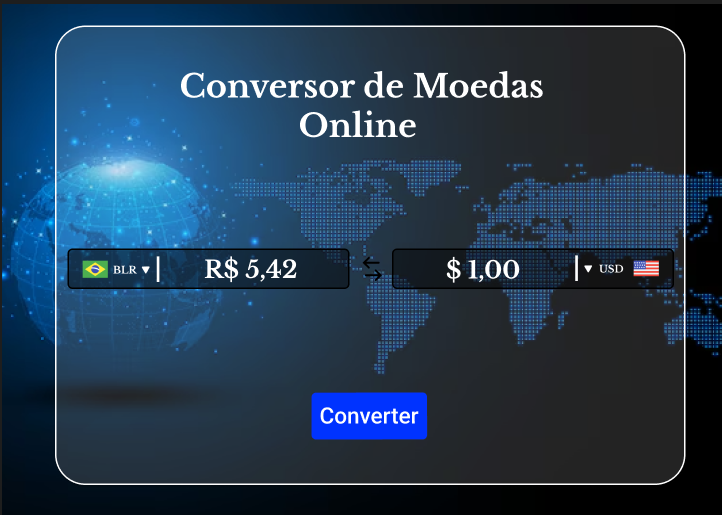 Conversor de Moedas
Online
BLR ▼ | R$ 5,42
$ 1,00 | ▼ USD
Converter